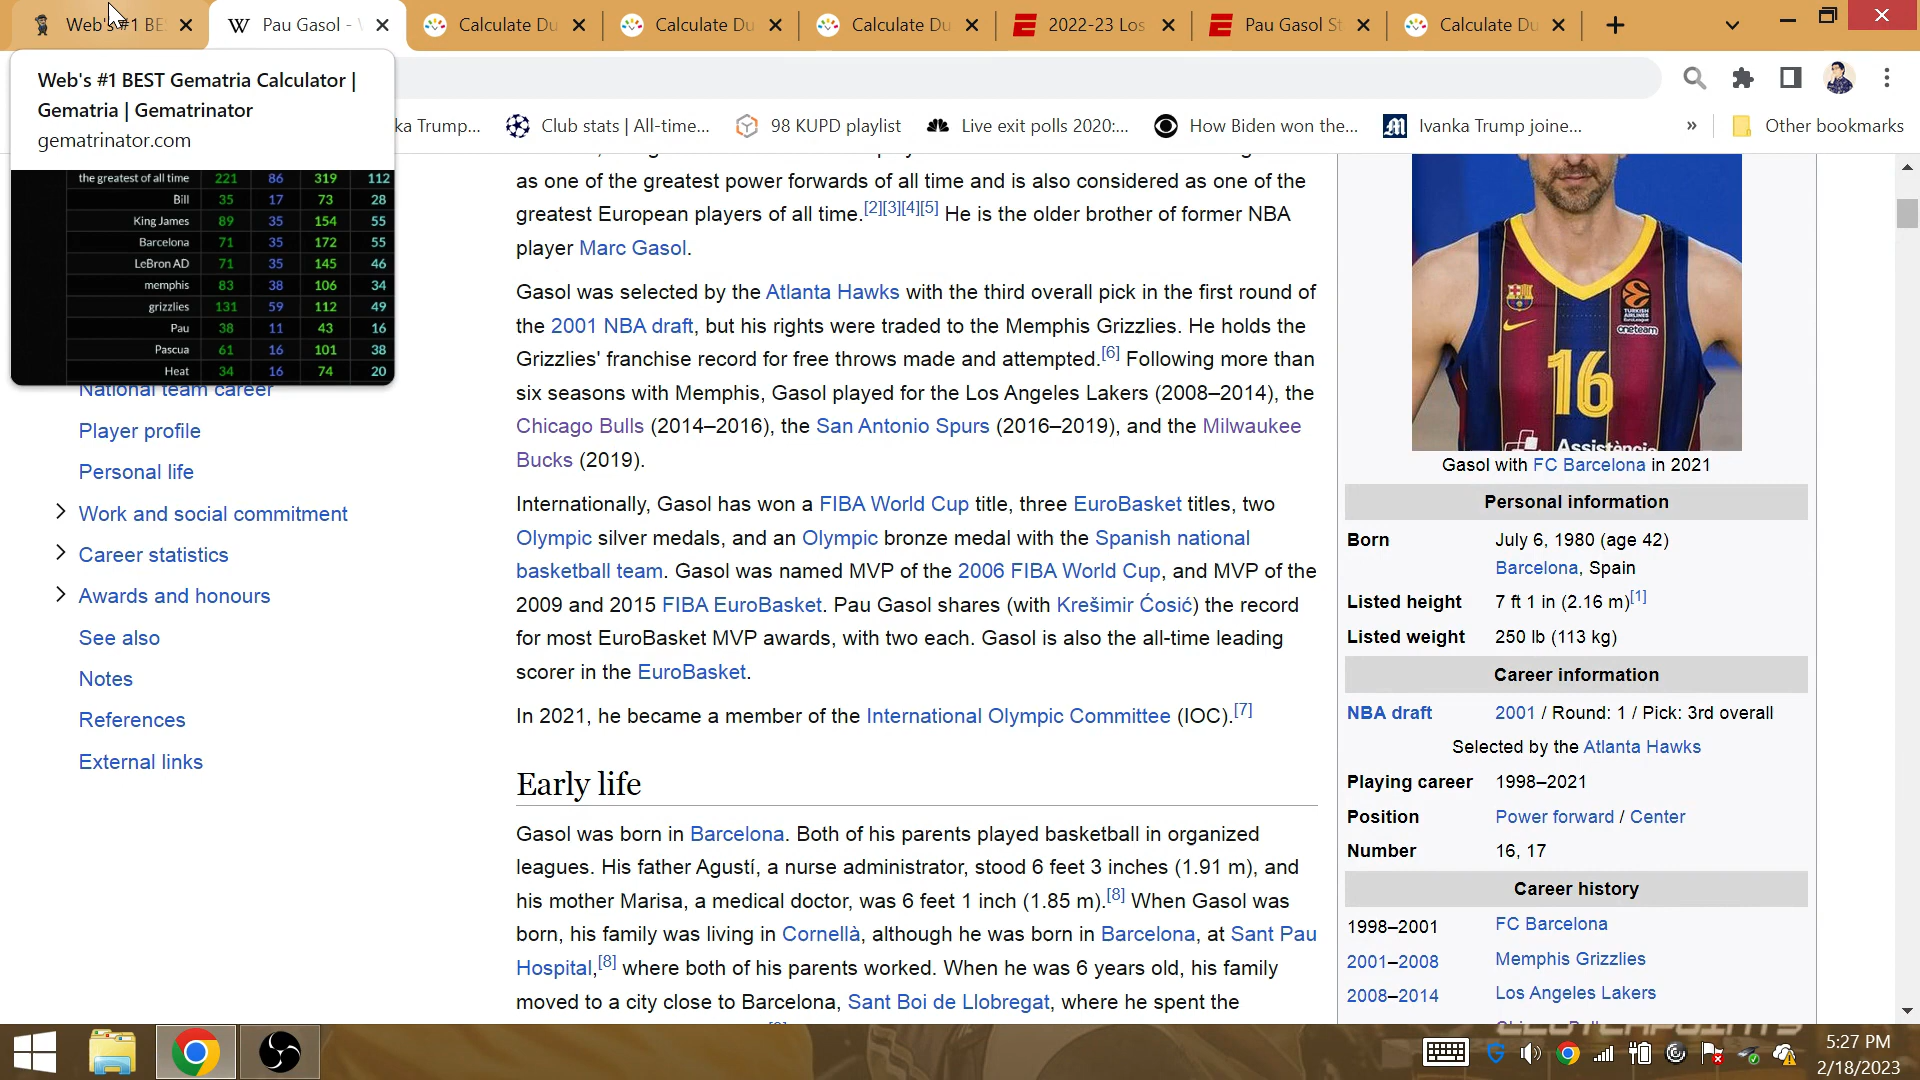 Web's #1 BE
Pau Gasol -
Calculate Du
Calculate Du
Calculate Du
2022-23 Los
Pau Gasol St
Calculate Du
Web's #1 BEST Gematria Calculator |
Gematria | Gematrinator
gematrinator.com
ka Trump...
Club stats | All-time...
98 KUPD playlist
Live exit polls 2020:...
How Biden won the...
Ivanka Trump joine...
»
Other bookmarks
the greatest of all time 221 86 319 112
Bill 35 17 73 28
King James 89 35 154 55
Barcelona 71 35 172 55
LeBron AD 71 35 145 46
memphis 83 38 106 34
grizzlies 131 59 112 49
Pau 38 11 43 16
Pascua 61 16 101 38
Heat 34 16 74 20
National team career
Player profile
Personal life
Work and social commitment
Career statistics
Awards and honours
See also
Notes
References
External links
as one of the greatest power forwards of all time and is also considered as one of the
greatest European players of all time.[2][3][4][5] He is the older brother of former NBA
player Marc Gasol.
Gasol was selected by the Atlanta Hawks with the third overall pick in the first round of
the 2001 NBA draft, but his rights were traded to the Memphis Grizzlies. He holds the
Grizzlies' franchise record for free throws made and attempted.[6] Following more than
six seasons with Memphis, Gasol played for the Los Angeles Lakers (2008–2014), the
Chicago Bulls (2014–2016), the San Antonio Spurs (2016–2019), and the Milwaukee
Bucks (2019).
Internationally, Gasol has won a FIBA World Cup title, three EuroBasket titles, two
Olympic silver medals, and an Olympic bronze medal with the Spanish national
basketball team. Gasol was named MVP of the 2006 FIBA World Cup, and MVP of the
2009 and 2015 FIBA EuroBasket. Pau Gasol shares (with Krešimir Ćosić) the record
for most EuroBasket MVP awards, with two each. Gasol is also the all-time leading
scorer in the EuroBasket.
In 2021, he became a member of the International Olympic Committee (IOC).[7]
Early life
Gasol was born in Barcelona. Both of his parents played basketball in organized
leagues. His father Agustí, a nurse administrator, stood 6 feet 3 inches (1.91 m), and
his mother Marisa, a medical doctor, was 6 feet 1 inch (1.85 m).[8] When Gasol was
born, his family was living in Cornellà, although he was born in Barcelona, at Sant Pau
Hospital,[8] where both of his parents worked. When he was 6 years old, his family
moved to a city close to Barcelona, Sant Boi de Llobregat, where he spent the
TURKISH
AIRLINES
EUROLEAGUE
oneteam
16
Assistència
Gasol with FC Barcelona in 2021
Personal information
Born July 6, 1980 (age 42)
Barcelona, Spain
Listed height 7 ft 1 in (2.16 m)[1]
Listed weight 250 lb (113 kg)
Career information
NBA draft 2001 / Round: 1 / Pick: 3rd overall
Selected by the Atlanta Hawks
Playing career 1998–2021
Position Power forward / Center
Number 16, 17
Career history
1998–2001 FC Barcelona
2001–2008 Memphis Grizzlies
2008–2014 Los Angeles Lakers
5:27 PM
2/18/2023